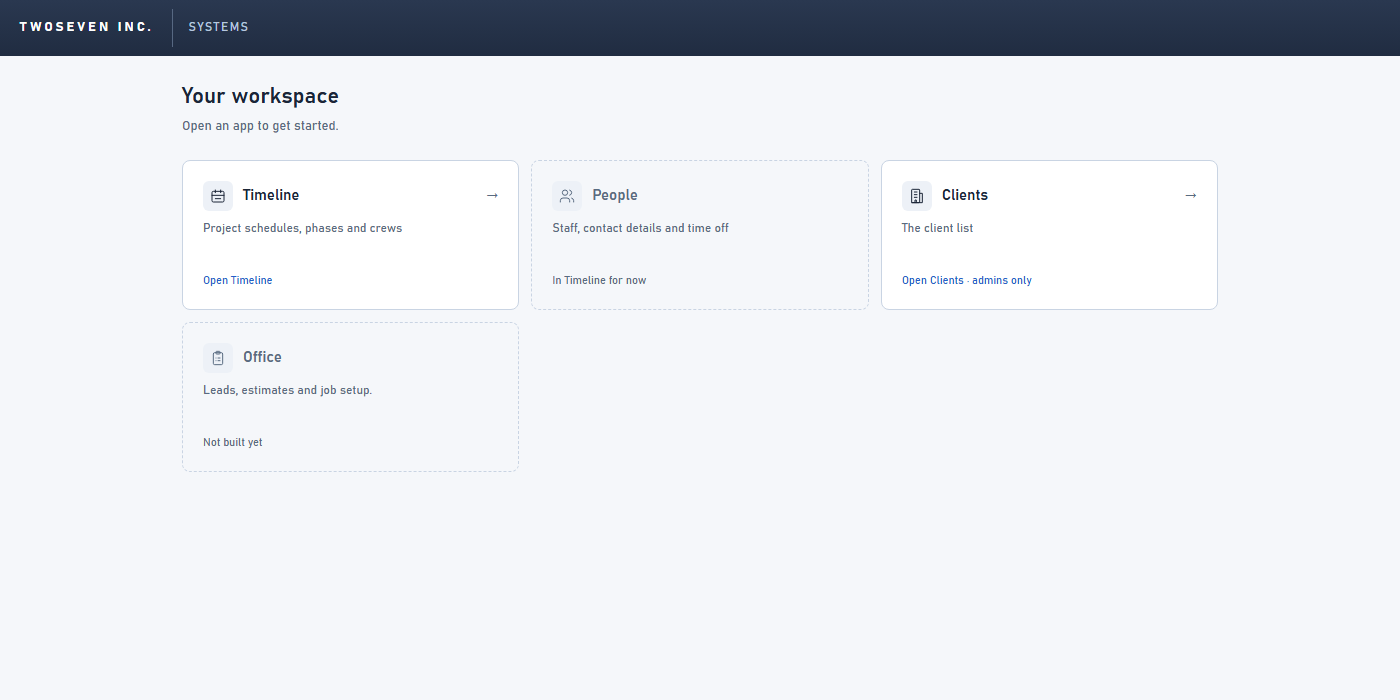 TWOSEVEN INC. SYSTEMS
Your workspace
Open an app to get started.
Timeline →
Project schedules, phases and crews
Open Timeline
People
Staff, contact details and time off
In Timeline for now
Clients →
The client list
Open Clients · admins only
Office
Leads, estimates and job setup.
Not built yet